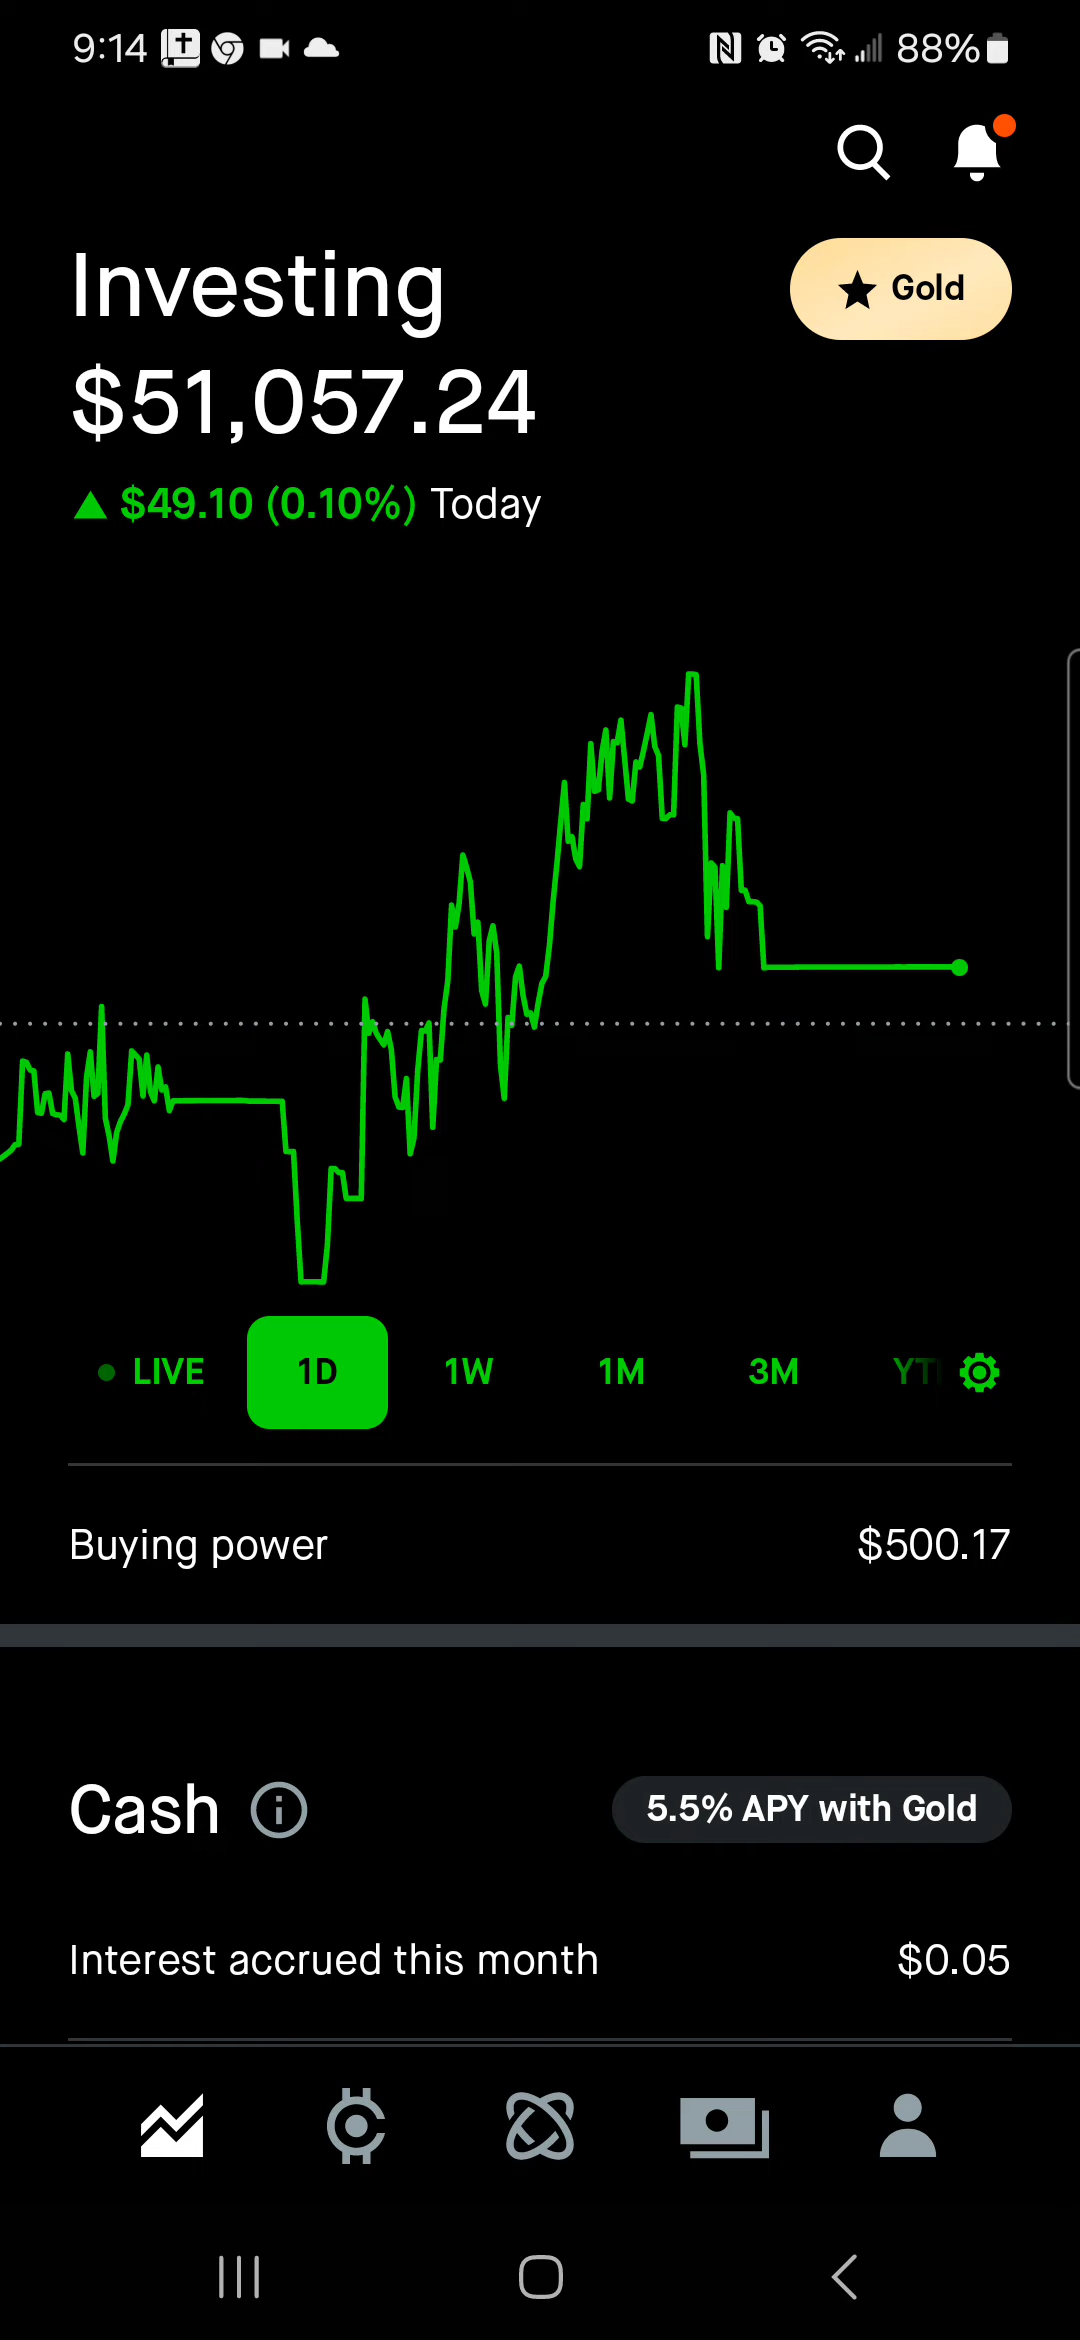 9:14
88%
Investing
Gold
$51,057.24
$49.10 (0.10%) Today
LIVE
1D
1W
1M
3M
YT
Buying power
$500.17
Cash
5.5% APY with Gold
Interest accrued this month
$0.05